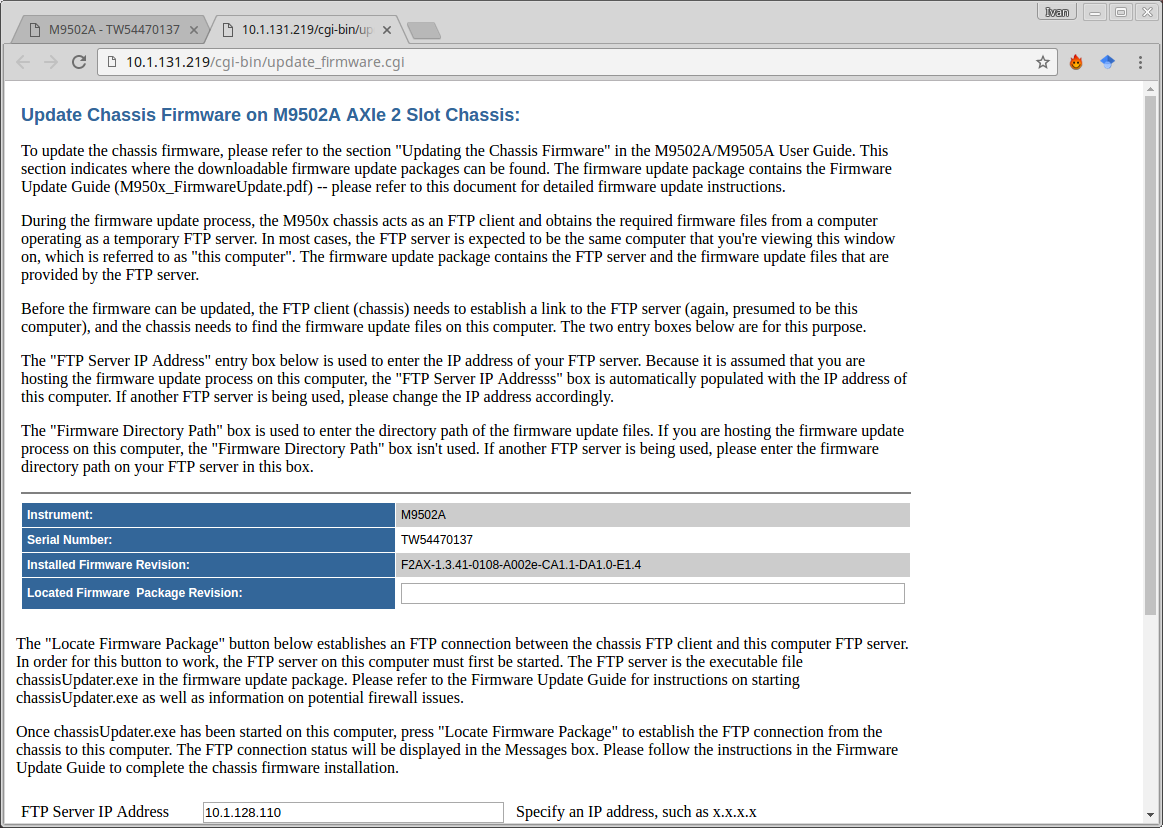 Ivan
M9502A - TW54470137
10.1.131.219/cgi-bin/up
10.1.131.219/cgi-bin/update_firmware.cgi
Update Chassis Firmware on M9502A AXIe 2 Slot Chassis:
To update the chassis firmware, please refer to the section "Updating the Chassis Firmware" in the M9502A/M9505A User Guide. This
section indicates where the downloadable firmware update packages can be found. The firmware update package contains the Firmware
Update Guide (M950x_FirmwareUpdate.pdf) -- please refer to this document for detailed firmware update instructions.
During the firmware update process, the M950x chassis acts as an FTP client and obtains the required firmware files from a computer
operating as a temporary FTP server. In most cases, the FTP server is expected to be the same computer that you're viewing this window
on, which is referred to as "this computer". The firmware update package contains the FTP server and the firmware update files that are
provided by the FTP server.
Before the firmware can be updated, the FTP client (chassis) needs to establish a link to the FTP server (again, presumed to be this
computer), and the chassis needs to find the firmware update files on this computer. The two entry boxes below are for this purpose.
The "FTP Server IP Address" entry box below is used to enter the IP address of your FTP server. Because it is assumed that you are
hosting the firmware update process on this computer, the "FTP Server IP Addresss" box is automatically populated with the IP address of
this computer. If another FTP server is being used, please change the IP address accordingly.
The "Firmware Directory Path" box is used to enter the directory path of the firmware update files. If you are hosting the firmware update
process on this computer, the "Firmware Directory Path" box isn't used. If another FTP server is being used, please enter the firmware
directory path on your FTP server in this box.
Instrument: M9502A
Serial Number: TW54470137
Installed Firmware Revision: F2AX-1.3.41-0108-A002e-CA1.1-DA1.0-E1.4
Located Firmware Package Revision:
The "Locate Firmware Package" button below establishes an FTP connection between the chassis FTP client and this computer FTP server.
In order for this button to work, the FTP server on this computer must first be started. The FTP server is the executable file
chassisUpdater.exe in the firmware update package. Please refer to the Firmware Update Guide for instructions on starting
chassisUpdater.exe as well as information on potential firewall issues.
Once chassisUpdater.exe has been started on this computer, press "Locate Firmware Package" to establish the FTP connection from the
chassis to this computer. The FTP connection status will be displayed in the Messages box. Please follow the instructions in the Firmware
Update Guide to complete the chassis firmware installation.
FTP Server IP Address 10.1.128.110 Specify an IP address, such as x.x.x.x